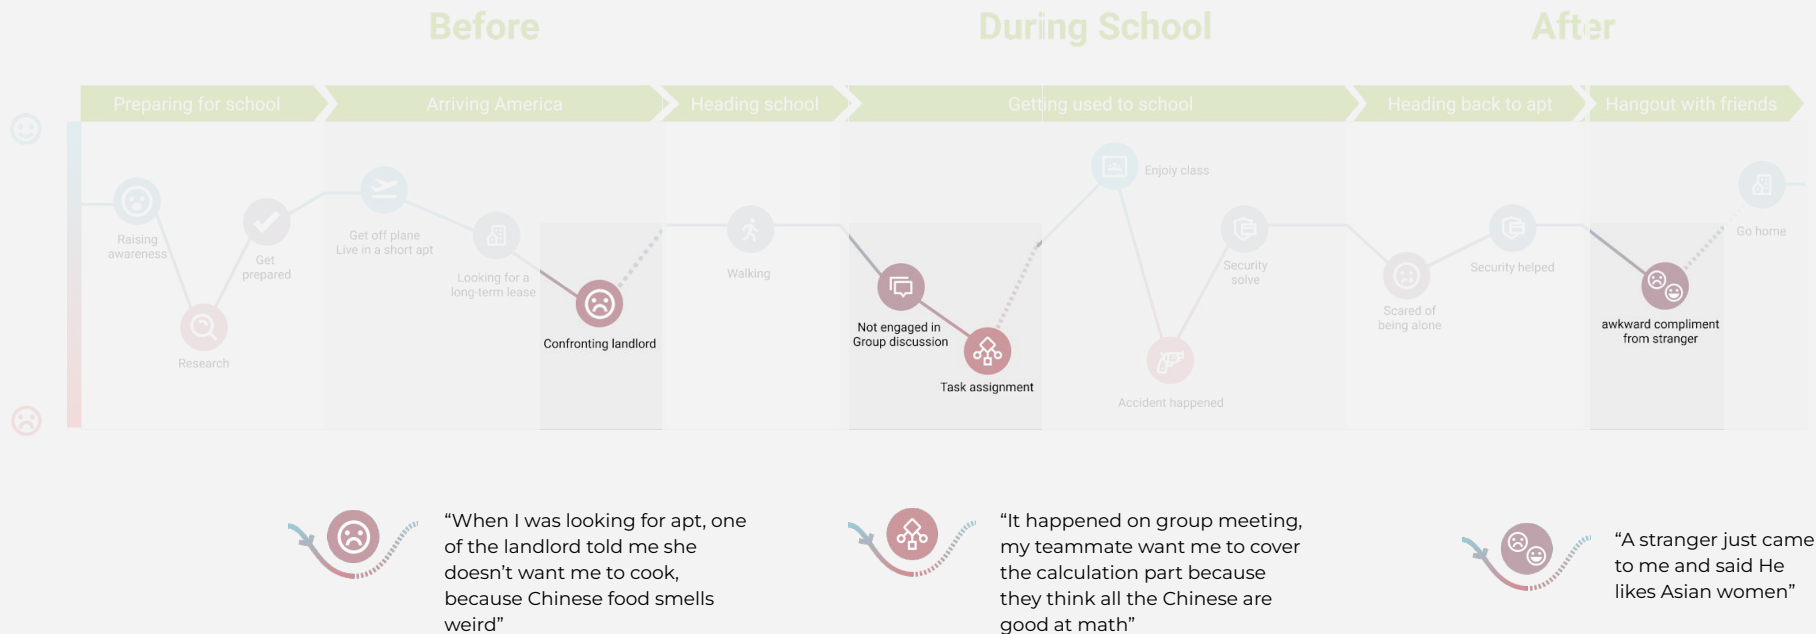 Before
During School
After
Preparing for school
Arriving America
Heading school
Getting used to school
Heading back to apt
Hangout with friends
Raising
awareness
Research
Get
prepared
Get off plane
Live in a short apt
Looking for a
long-term lease
Confronting landlord
Walking
Not engaged in
Group discussion
Task assignment
Enjoiy class
Accident happened
Security
solve
Scared of
being alone
Security helped
awkward compliment
from stranger
Go home
“When I was looking for apt, one
of the landlord told me she
doesn’t want me to cook,
because Chinese food smells
weird”
“It happened on group meeting,
my teammate want me to cover
the calculation part because
they think all the Chinese are
good at math”
“A stranger just came
to me and said He
likes Asian women”